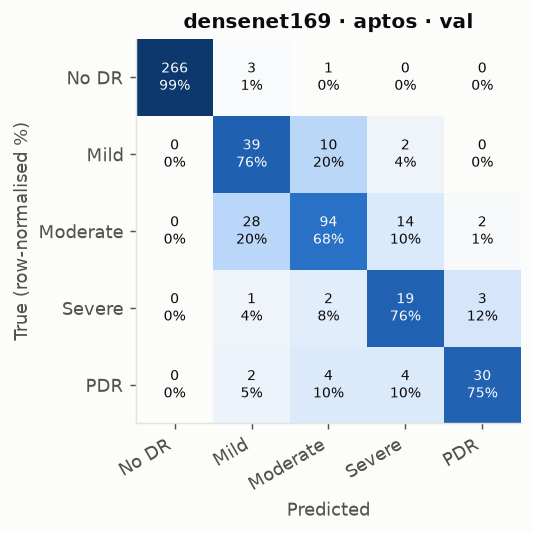 densenet169 · aptos · val
True (row-normalised %)
No DR
266 3 1 0 0
99% 1% 0% 0% 0%
Mild
0 39 10 2 0
0% 76% 20% 4% 0%
Moderate
0 28 94 14 2
0% 20% 68% 10% 1%
Severe
0 1 2 19 3
0% 4% 8% 76% 12%
PDR
0 2 4 4 30
0% 5% 10% 10% 75%
No DR Mild Moderate Severe PDR
Predicted